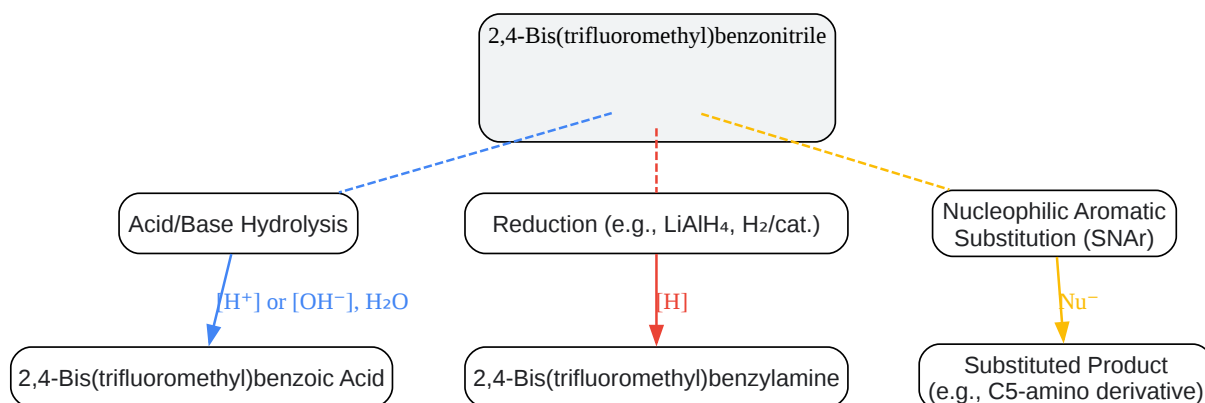 2,4-Bis(trifluoromethyl)benzonitrile
Acid/Base Hydrolysis
Reduction (e.g., LiAlH₄, H₂/cat.)
Nucleophilic Aromatic
Substitution (SNAr)
[H⁺] or [OH⁻], H₂O
[H]
Nu⁻
2,4-Bis(trifluoromethyl)benzoic Acid
2,4-Bis(trifluoromethyl)benzylamine
Substituted Product
(e.g., C5-amino derivative)